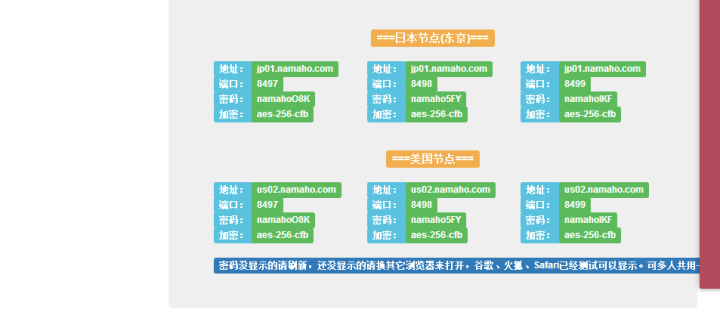 ===日本节点(东京)===
地址: jp01.namaho.com 地址: jp01.namaho.com 地址: jp01.namaho.com
端口: 8497 端口: 8498 端口: 8499
密码: namahoO8K 密码: namaho5FY 密码: namahoIKF
加密: aes-256-cfb 加密: aes-256-cfb 加密: aes-256-cfb
===美国节点===
地址: us02.namaho.com 地址: us02.namaho.com 地址: us02.namaho.com
端口: 8497 端口: 8498 端口: 8499
密码: namahoO8K 密码: namaho5FY 密码: namahoIKF
加密: aes-256-cfb 加密: aes-256-cfb 加密: aes-256-cfb
密码没显示的请刷新，还没显示的请换其它浏览器来打开，谷歌、火狐、Safari已经测试可以显示。可多人共用一